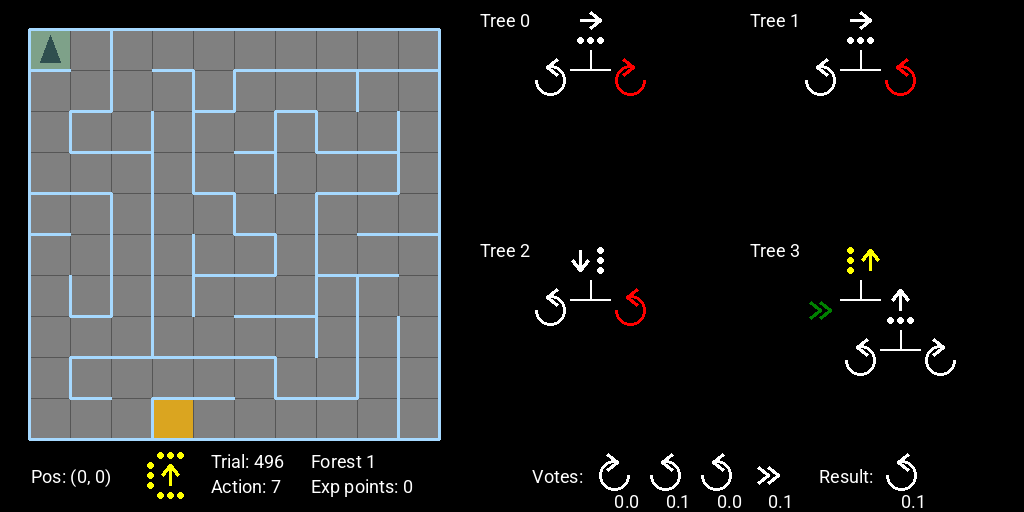 Tree 0
Tree 1
Tree 2
Tree 3
Pos: (0, 0)
Trial: 496
Forest 1
Action: 7
Exp points: 0
Votes:
0.0
0.1
0.0
0.1
Result:
0.1